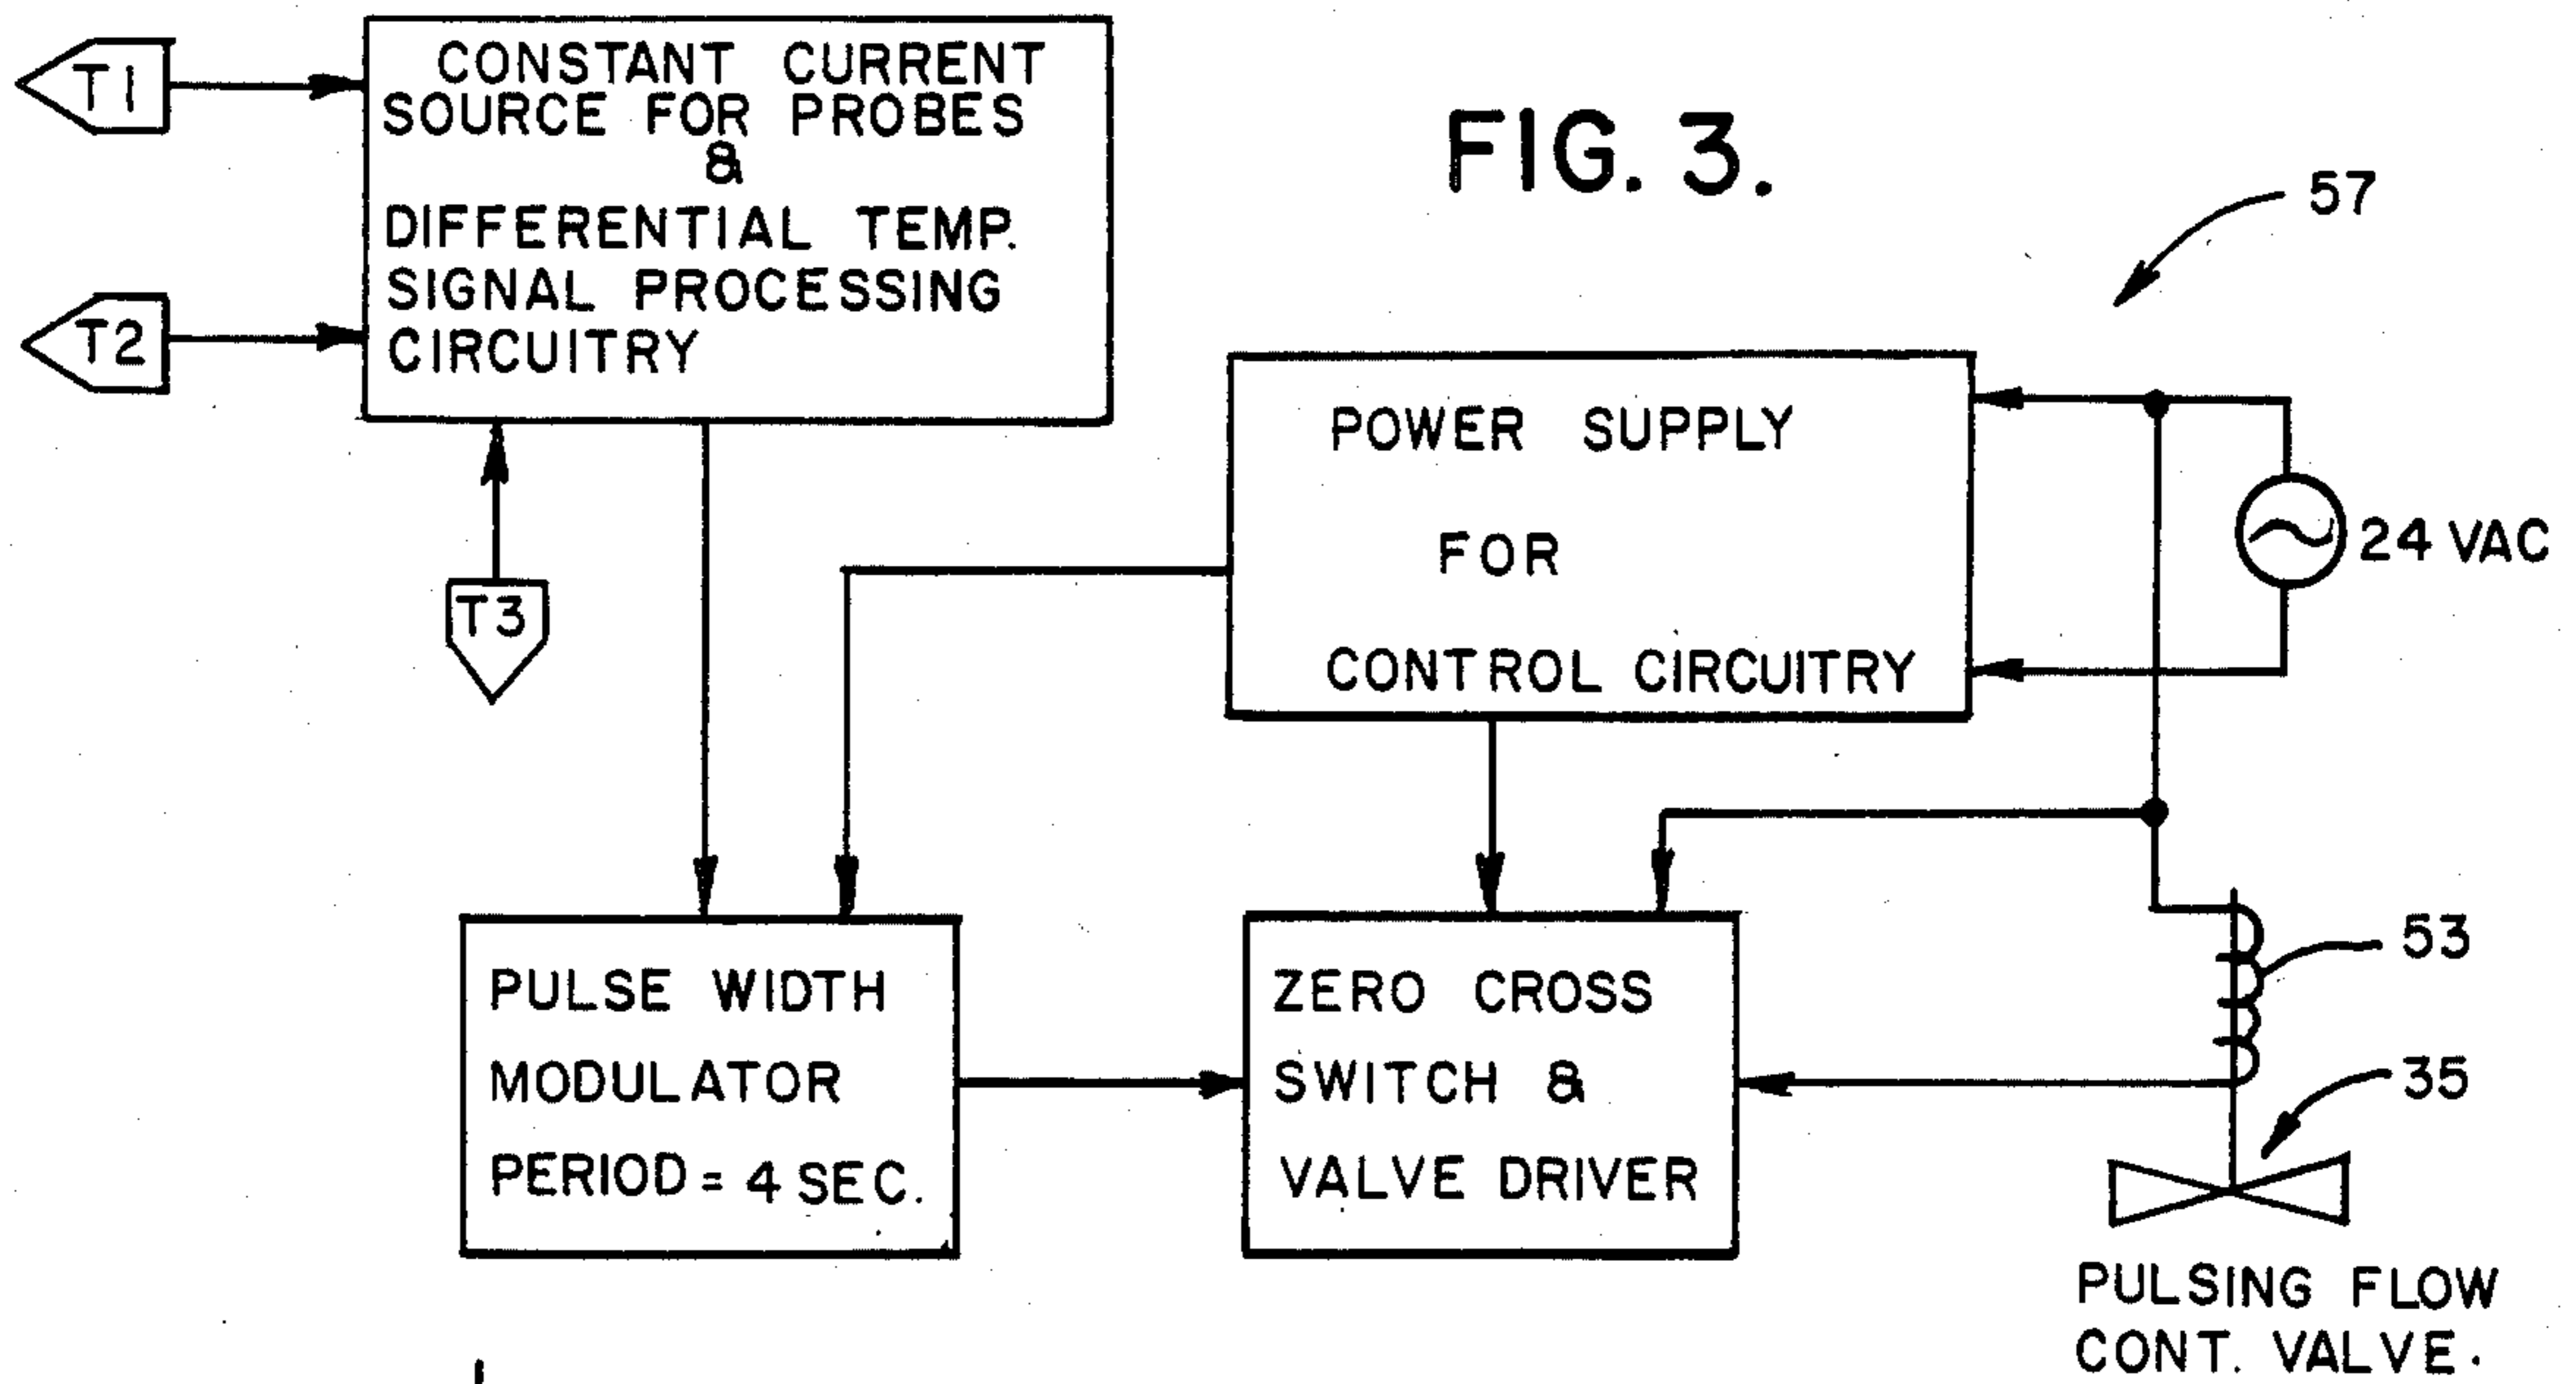 T1
CONSTANT CURRENT
SOURCE FOR PROBES
&
DIFFERENTIAL TEMP.
SIGNAL PROCESSING
CIRCUITRY
T2
T3
FIG. 3.
57
POWER SUPPLY
FOR
CONTROL CIRCUITRY
24 VAC
PULSE WIDTH
MODULATOR
PERIOD = 4 SEC.
ZERO CROSS
SWITCH &
VALVE DRIVER
53
35
PULSING FLOW
CONT. VALVE.